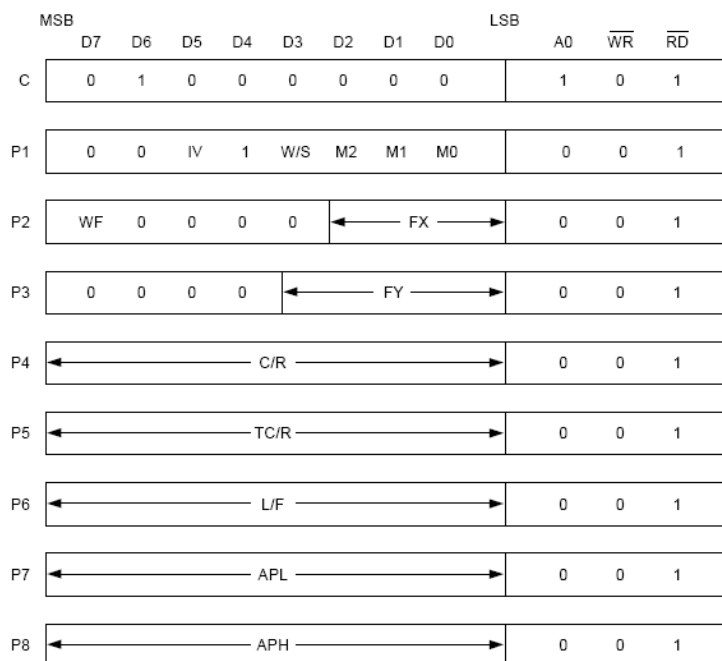 MSB LSB
D7 D6 D5 D4 D3 D2 D1 D0 A0 WR RD
C 0 1 0 0 0 0 0 0 1 0 1
P1 0 0 IV 1 W/S M2 M1 M0 0 0 1
P2 WF 0 0 0 0 FX 0 0 1
P3 0 0 0 0 FY 0 0 1
P4 C/R 0 0 1
P5 TC/R 0 0 1
P6 L/F 0 0 1
P7 APL 0 0 1
P8 APH 0 0 1